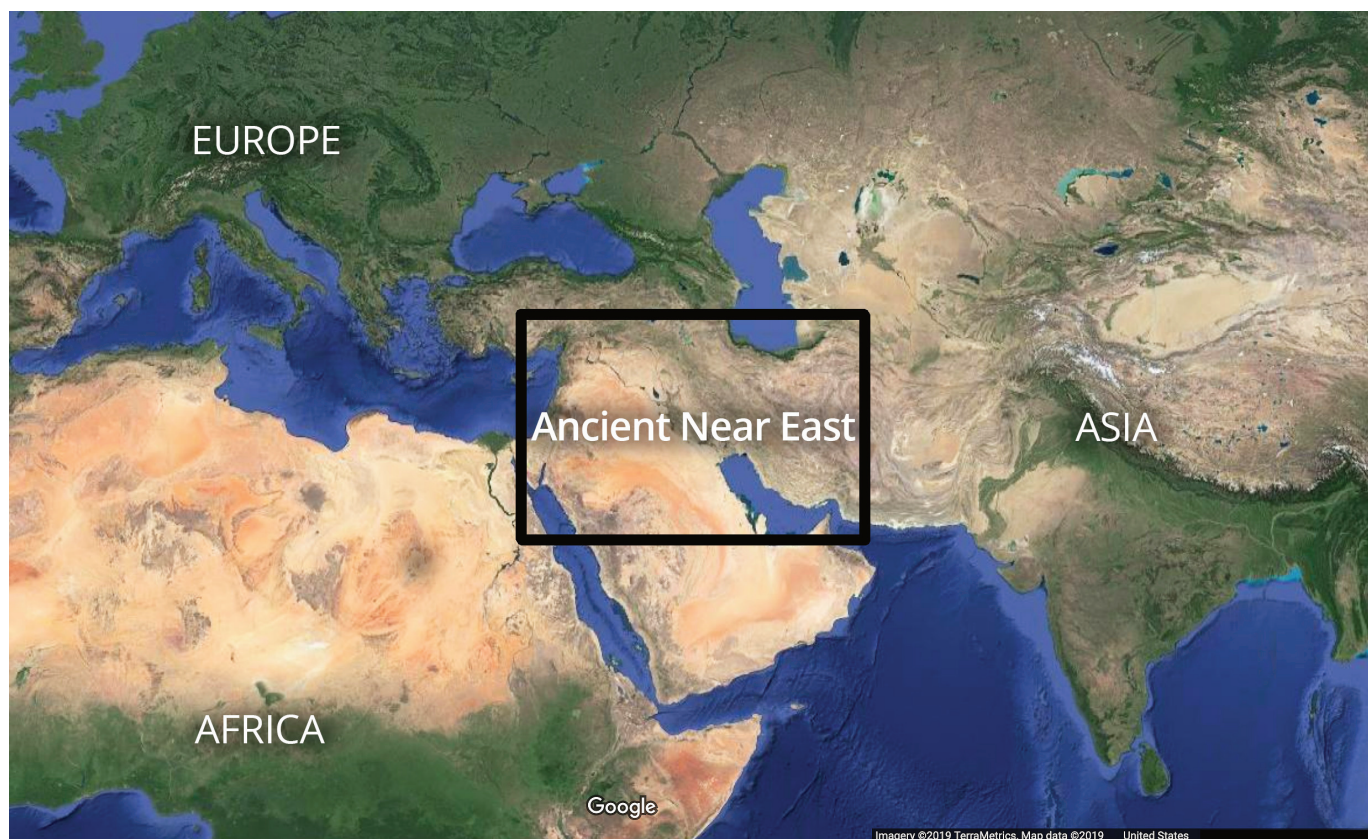 EUROPE
Ancient Near East
ASIA
AFRICA
Google
Imagery ©2019 TerraMetrics, Map data ©2019 United States